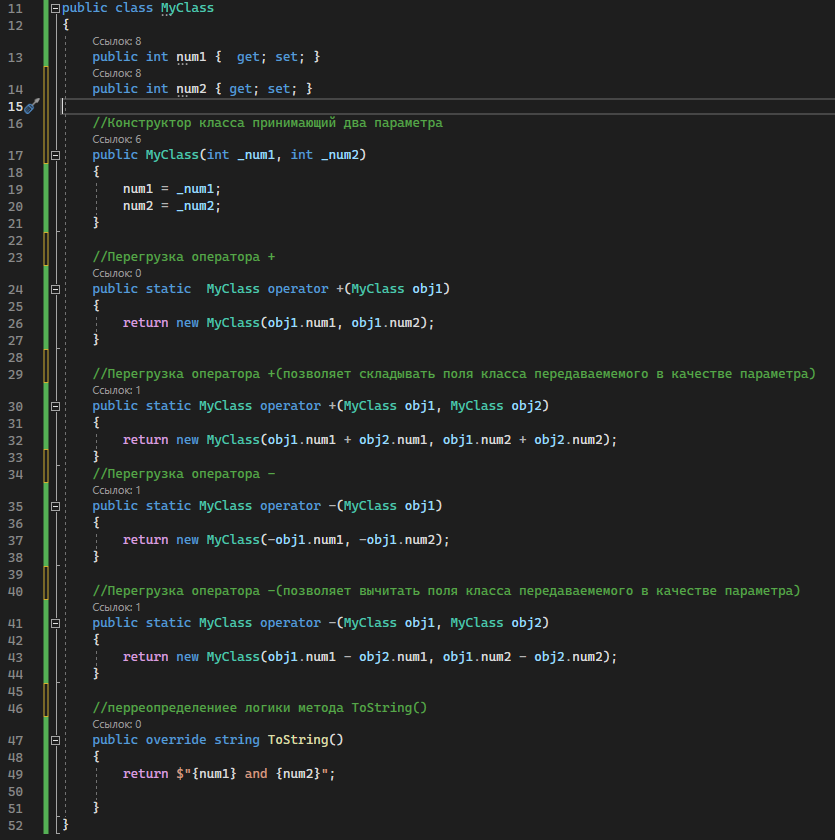 11 public class MyClass
12 {
Ссылок: 8
13 public int num1 {  get; set; }
Ссылок: 8
14 public int num2 { get; set; }
15
16 //Конструктор класса принимающий два параметра
Ссылок: 6
17 public MyClass(int _num1, int _num2)
18 {
19 num1 = _num1;
20 num2 = _num2;
21 }
22
23 //Перегрузка оператора +
Ссылок: 0
24 public static  MyClass operator +(MyClass obj1)
25 {
26 return new MyClass(obj1.num1, obj1.num2);
27 }
28
29 //Перегрузка оператора +(позволяет складывать поля класса передаваемемого в качестве параметра)
Ссылок: 1
30 public static MyClass operator +(MyClass obj1, MyClass obj2)
31 {
32 return new MyClass(obj1.num1 + obj2.num1, obj1.num2 + obj2.num2);
33 }
34 //Перегрузка оператора -
Ссылок: 1
35 public static MyClass operator -(MyClass obj1)
36 {
37 return new MyClass(-obj1.num1, -obj1.num2);
38 }
39
40 //Перегрузка оператора -(позволяет вычитать поля класса передаваемемого в качестве параметра)
Ссылок: 1
41 public static MyClass operator -(MyClass obj1, MyClass obj2)
42 {
43 return new MyClass(obj1.num1 - obj2.num1, obj1.num2 - obj2.num2);
44 }
45
46 //перреопределениее логики метода ToString()
Ссылок: 0
47 public override string ToString()
48 {
49 return $"{num1} and {num2}";
50
51 }
52 }